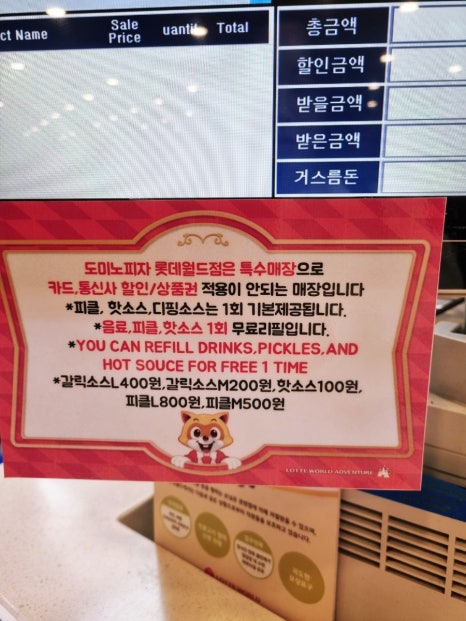 ct Name Sale Price uantit Total
총금액
할인금액
받을금액
받은금액
거스름돈
도미노피자 롯데월드점은 특수매장으로
카드,통신사 할인/상품권 적용이 안되는 매장입니다
*피클, 핫소스,디핑소스는 1회 기본제공됩니다.
*음료,피클,핫소스 1회 무료리필입니다.
*YOU CAN REFILL DRINKS,PICKLES,AND
HOT SOUCE FOR FREE 1 TIME
*갈릭소스L400원,갈릭소스M200원,핫소스100원,
피클L800원,피클M500원
LOTTE WORLD ADVENTURE